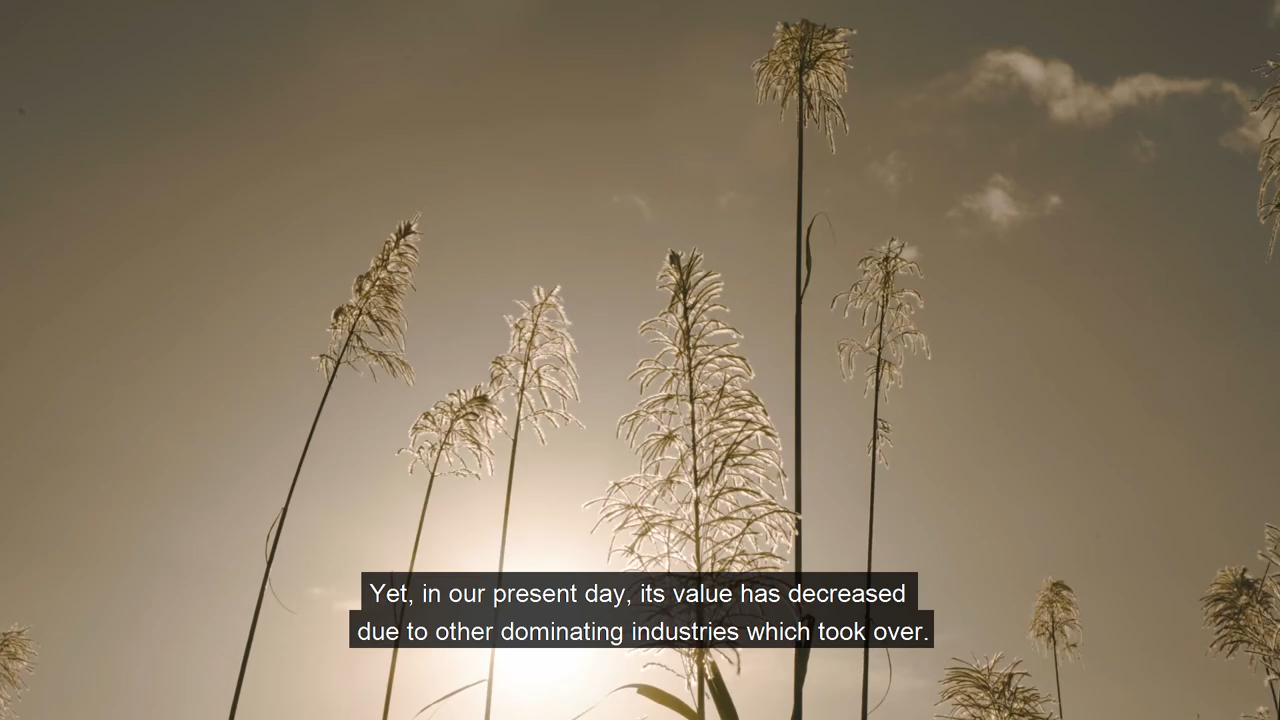 Yet, in our present day, its value has decreased
due to other dominating industries which took over.